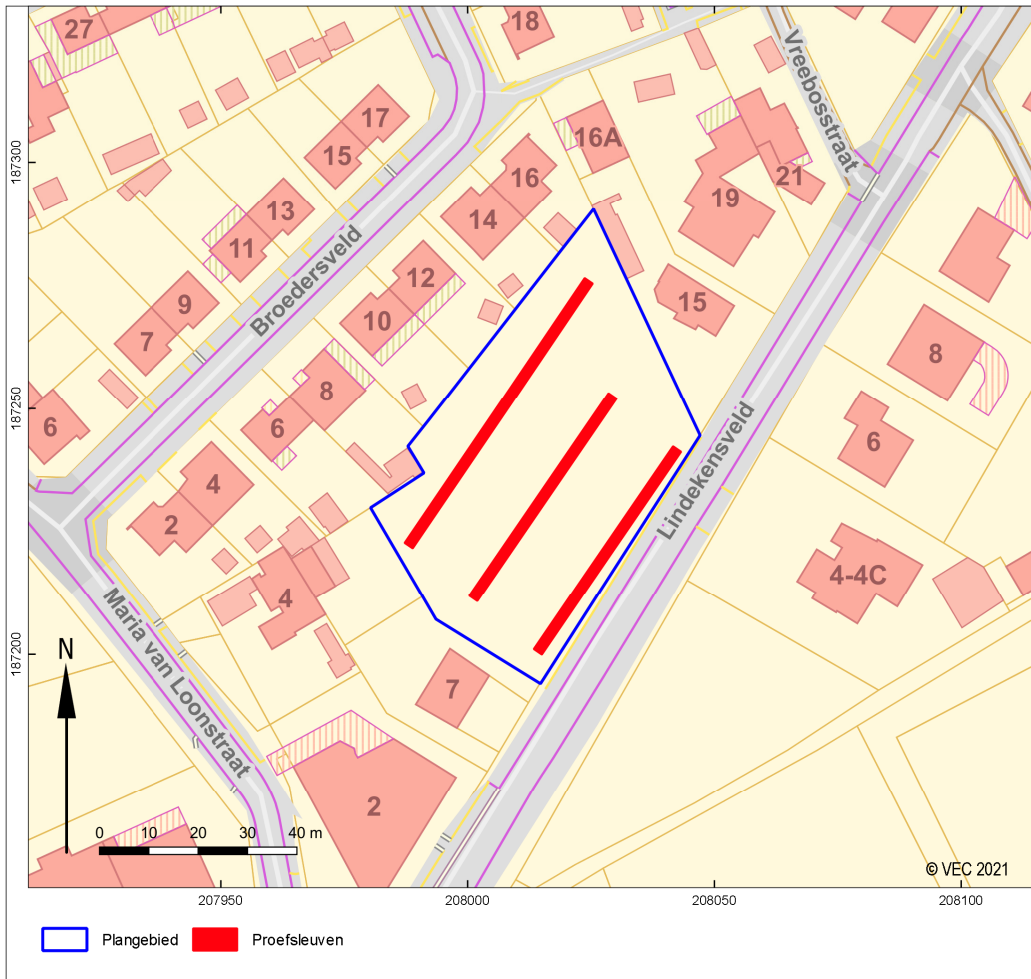 27
18
Vreebosstraat
17
15
16A
187300
16
21
13
14
19
11
Broedersveld
12
9
10
15
7
8
8
187250
6
6
6
Lindekensveld
4
2
4-4C
4
Maria van Loonstraat
N
187200
7
2
0 10 20 30 40 m
© VEC 2021
207950 208000 208050 208100
Plangebied Proefsleuven